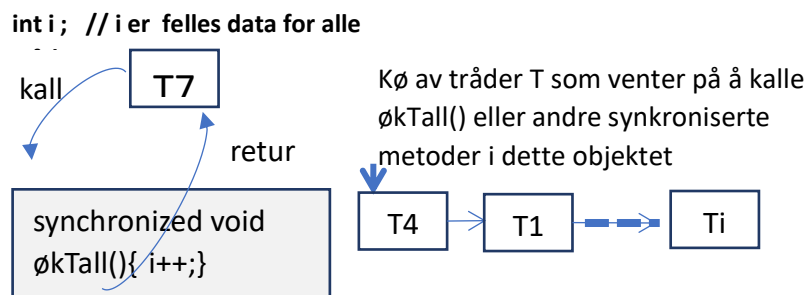 int i ; // i er felles data for alle
kall
T7
retur
synchronized void
økTall(){ i++;}
Kø av tråder T som venter på å kalle
økTall() eller andre synkroniserte
metoder i dette objektet
T4
T1
Ti